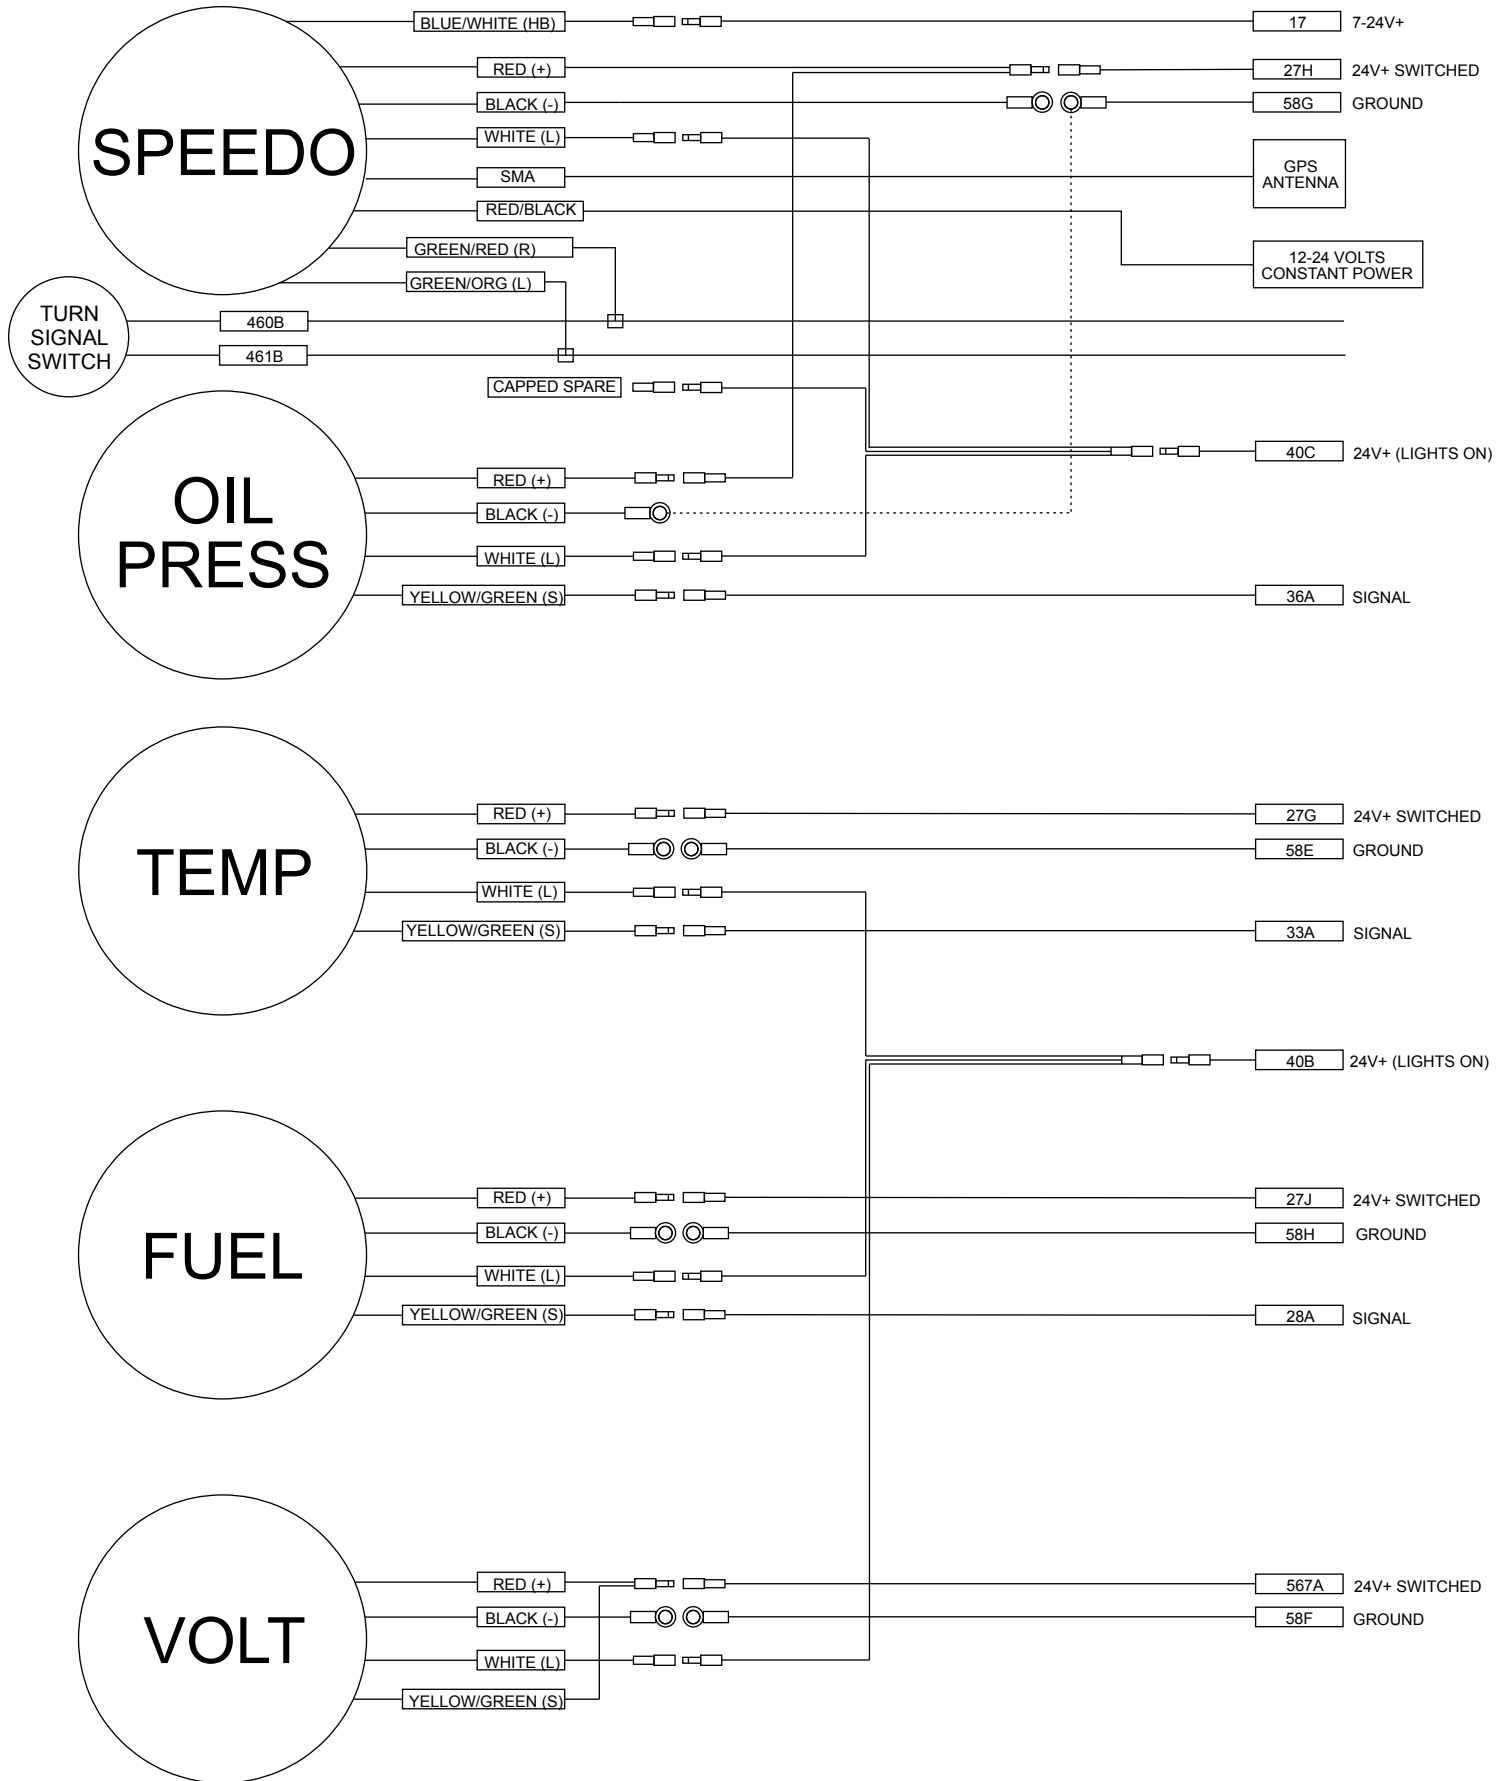 BLUE/WHITE (HB)
17
7-24V+
RED (+)
27H
24V+ SWITCHED
BLACK (-)
58G
GROUND
SPEEDO
WHITE (L)
SMA
GPS
ANTENNA
RED/BLACK
GREEN/RED (R)
12-24 VOLTS
CONSTANT POWER
GREEN/ORG (L)
TURN
SIGNAL
SWITCH
460B
461B
CAPPED SPARE
40C
24V+ (LIGHTS ON)
OIL
PRESS
RED (+)
BLACK (-)
WHITE (L)
YELLOW/GREEN (S)
36A
SIGNAL
TEMP
RED (+)
27G
24V+ SWITCHED
BLACK (-)
58E
GROUND
WHITE (L)
YELLOW/GREEN (S)
33A
SIGNAL
40B
24V+ (LIGHTS ON)
FUEL
RED (+)
27J
24V+ SWITCHED
BLACK (-)
58H
GROUND
WHITE (L)
YELLOW/GREEN (S)
28A
SIGNAL
VOLT
RED (+)
567A
24V+ SWITCHED
BLACK (-)
58F
GROUND
WHITE (L)
YELLOW/GREEN (S)